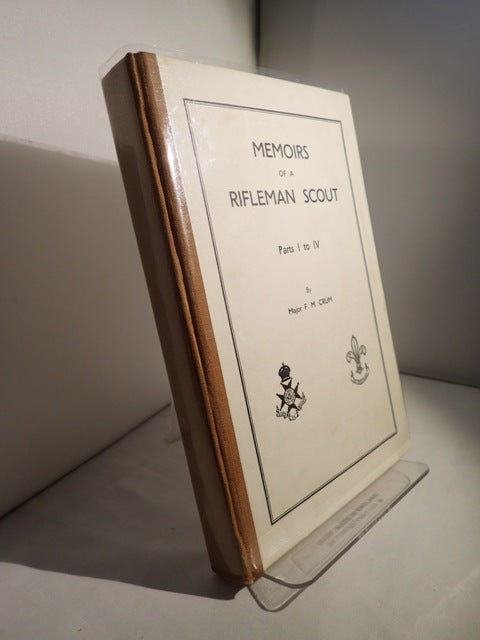 MEMOIRS
OF A
RIFLEMAN SCOUT
Parts I to IV
By
Major F. M. CRUM